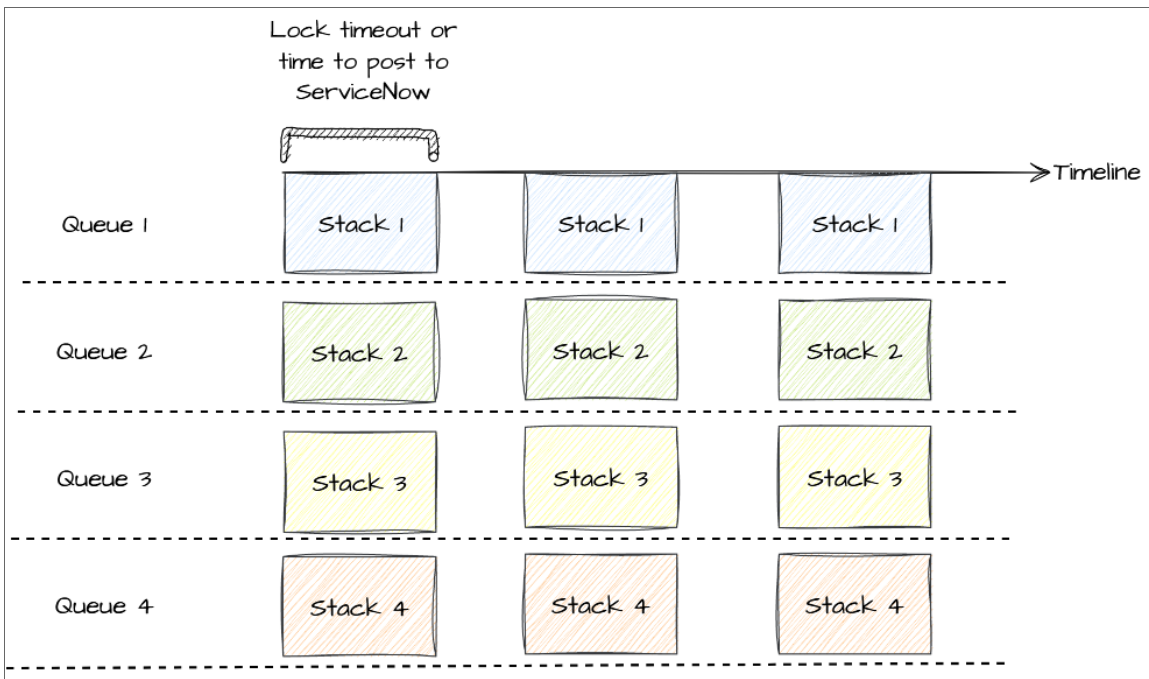 Lock timeout or
time to post to
ServiceNow
Timeline
Queue 1 Stack 1 Stack 1 Stack 1
Queue 2 Stack 2 Stack 2 Stack 2
Queue 3 Stack 3 Stack 3 Stack 3
Queue 4 Stack 4 Stack 4 Stack 4